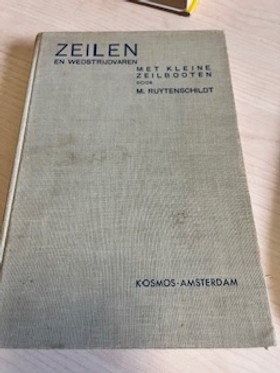 ZEILEN
EN WEDSTRIJDVAREN
MET KLEINE
ZEILBOOTEN
DOOR
M. RUYTENSCHILDT
KOSMOS-AMSTERDAM